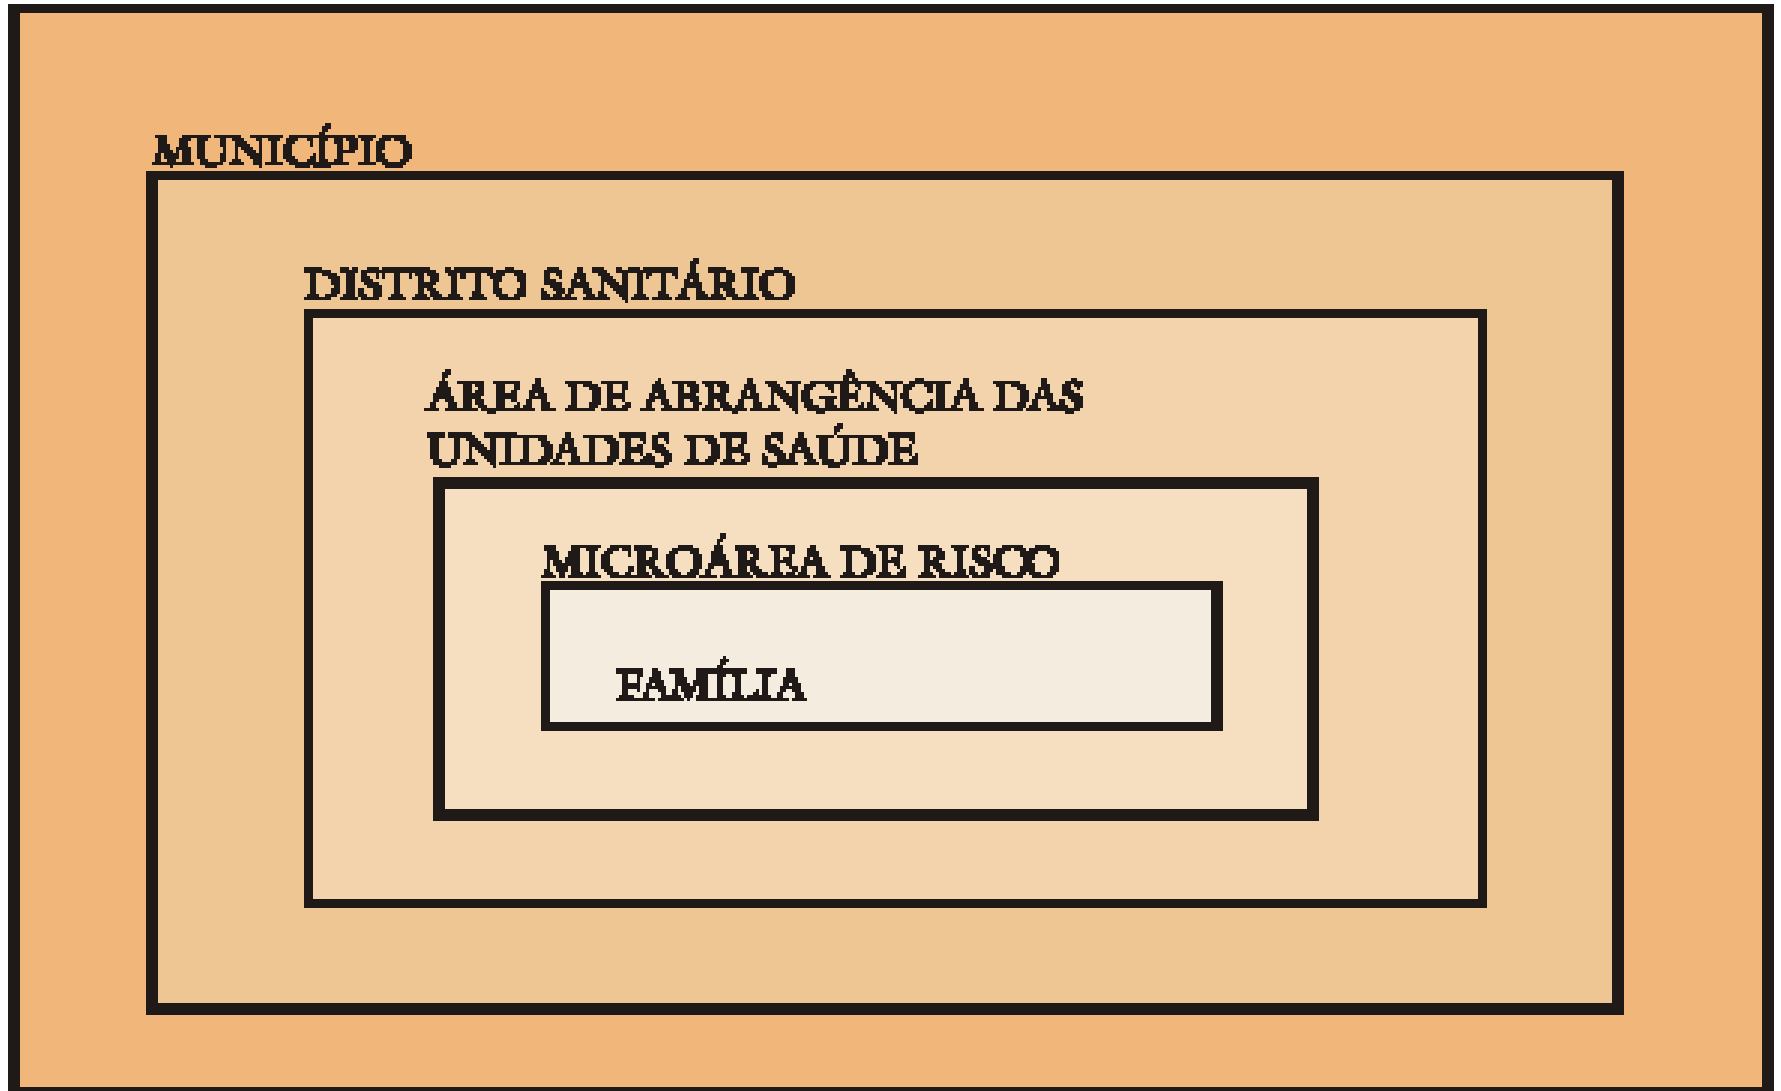 MUNICÍPIO
DISTRITO SANITÁRIO
ÁREA DE ABRANGÊNCIA DAS
UNIDADES DE SAÚDE
MICROÁREA DE RISCO
FAMÍLIA